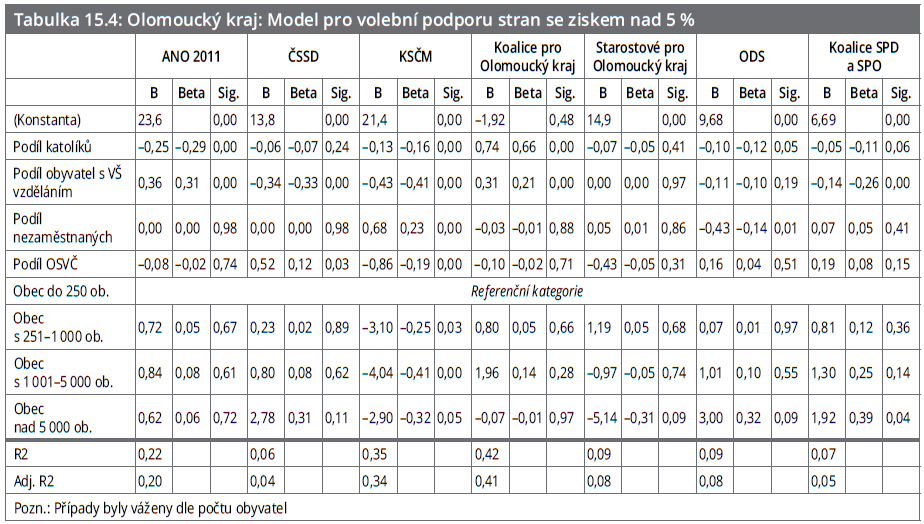 Tabulka 15.4: Olomoucký kraj: Model pro volební podporu stran se ziskem nad 5 %
ANO 2011 ČSSD KSČM Koalice pro Olomoucký kraj Starostové pro Olomoucký kraj ODS Koalice SPD a SPO
B Beta Sig. B Beta Sig. B Beta Sig. B Beta Sig. B Beta Sig. B Beta Sig. B Beta Sig.
(Konstanta) 23,6 0,00 13,8 0,00 21,4 0,00 –1,92 0,48 14,9 0,00 9,68 0,00 6,69 0,00
Podíl katolíků –0,25 –0,29 0,00 –0,06 –0,07 0,24 –0,13 –0,16 0,00 0,74 0,66 0,00 –0,07 –0,05 0,41 –0,10 –0,12 0,05 –0,05 –0,11 0,06
Podíl obyvatel s VŠ vzděláním 0,36 0,31 0,00 –0,34 –0,33 0,00 –0,43 –0,41 0,00 0,31 0,21 0,00 0,00 0,00 0,97 –0,11 –0,10 0,19 –0,14 –0,26 0,00
Podíl nezaměstnaných 0,00 0,00 0,98 0,00 0,00 0,98 0,68 0,23 0,00 –0,03 –0,01 0,88 0,05 0,01 0,86 –0,43 –0,14 0,01 0,07 0,05 0,41
Podíl OSVČ –0,08 –0,02 0,74 0,52 0,12 0,03 –0,86 –0,19 0,00 –0,10 –0,02 0,71 –0,43 –0,05 0,31 0,16 0,04 0,51 0,19 0,08 0,15
Obec do 250 ob. Referenční kategorie
Obec s 251–1 000 ob. 0,72 0,05 0,67 0,23 0,02 0,89 –3,10 –0,25 0,03 0,80 0,05 0,66 1,19 0,05 0,68 0,07 0,01 0,97 0,81 0,12 0,36
Obec s 1 001–5 000 ob. 0,84 0,08 0,61 0,80 0,08 0,62 –4,04 –0,41 0,00 1,96 0,14 0,28 –0,97 –0,05 0,74 1,01 0,10 0,55 1,30 0,25 0,14
Obec nad 5 000 ob. 0,62 0,06 0,72 2,78 0,31 0,11 –2,90 –0,32 0,05 –0,07 –0,01 0,97 –5,14 –0,31 0,09 3,00 0,32 0,09 1,92 0,39 0,04
R2 0,22 0,06 0,35 0,42 0,09 0,09 0,07
Adj. R2 0,20 0,04 0,34 0,41 0,08 0,08 0,05
Pozn.: Případy byly váženy dle počtu obyvatel